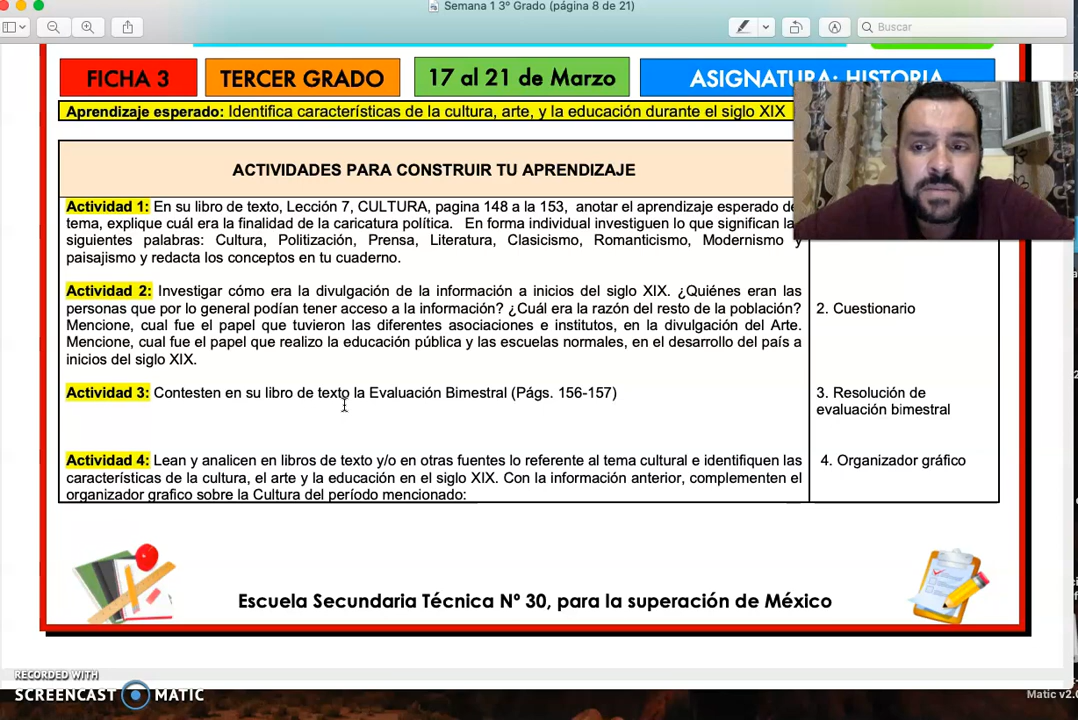 Semana 1 3º Grado (página 8 de 21)
Buscar
FICHA 3
TERCER GRADO
17 al 21 de Marzo
ASIGNATURA: HISTORIA
Aprendizaje esperado: Identifica características de la cultura, arte, y la educación durante el siglo XIX
ACTIVIDADES PARA CONSTRUIR TU APRENDIZAJE
Actividad 1: En su libro de texto, Lección 7, CULTURA, pagina 148 a la 153, anotar el aprendizaje esperado de
tema, explique cuál era la finalidad de la caricatura política. En forma individual investiguen lo que significan la
siguientes palabras: Cultura, Politización, Prensa, Literatura, Clasicismo, Romanticismo, Modernismo y
paisajismo y redacta los conceptos en tu cuaderno.
Actividad 2: Investigar cómo era la divulgación de la información a inicios del siglo XIX. ¿Quiénes eran las
personas que por lo general podían tener acceso a la información? ¿Cuál era la razón del resto de la población?
Mencione, cual fue el papel que tuvieron las diferentes asociaciones e institutos, en la divulgación del Arte.
Mencione, cual fue el papel que realizo la educación pública y las escuelas normales, en el desarrollo del país a
inicios del siglo XIX.
2. Cuestionario
Actividad 3: Contesten en su libro de texto la Evaluación Bimestral (Págs. 156-157)
3. Resolución de
evaluación bimestral
Actividad 4: Lean y analicen en libros de texto y/o en otras fuentes lo referente al tema cultural e identifiquen las
características de la cultura, el arte y la educación en el siglo XIX. Con la información anterior, complementen el
organizador grafico sobre la Cultura del período mencionado:
4. Organizador gráfico
Escuela Secundaria Técnica Nº 30, para la superación de México
RECORDED WITH
SCREENCAST MATIC
Matic v2.0